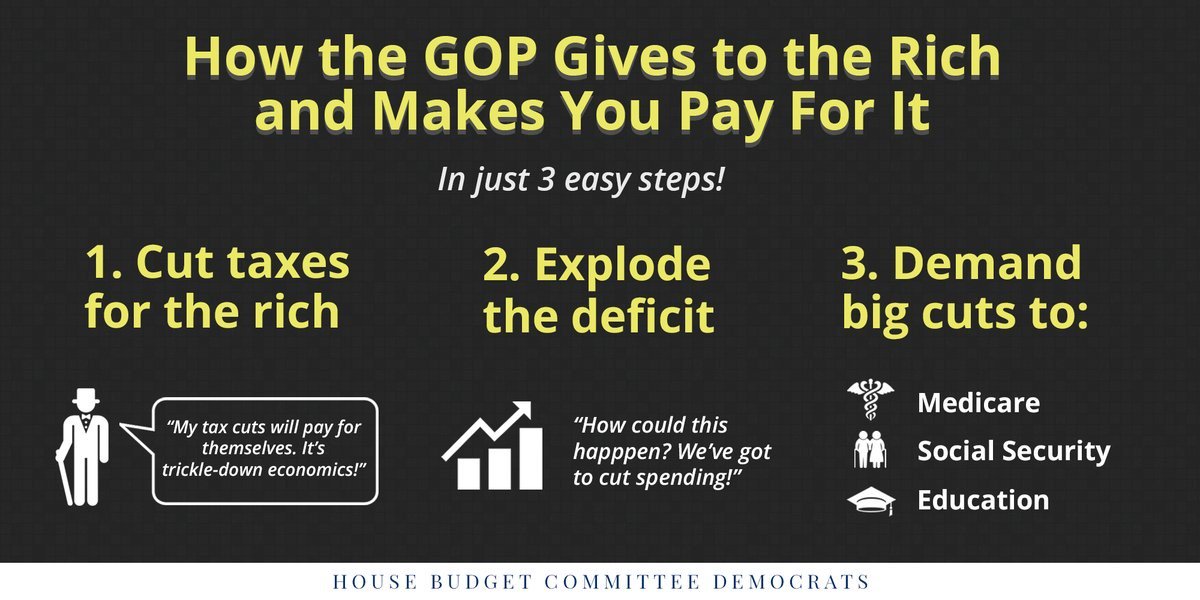 How the GOP Gives to the Rich
and Makes You Pay For It
In just 3 easy steps!
1. Cut taxes
for the rich
“My tax cuts will pay for
themselves. It’s
trickle-down economics!”
2. Explode
the deficit
“How could this
happpen? We’ve got
to cut spending!”
3. Demand
big cuts to:
Medicare
Social Security
Education
HOUSE BUDGET COMMITTEE DEMOCRATS